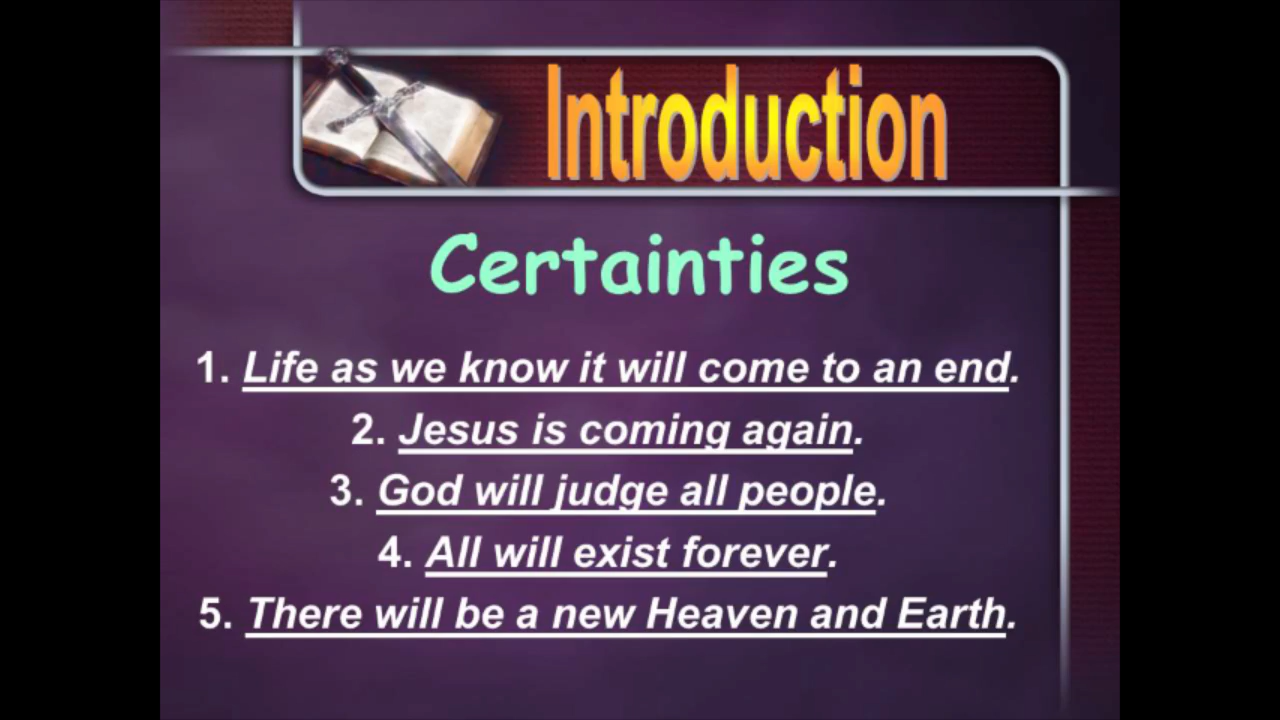 Introduction
Certainties
1. Life as we know it will come to an end.
2. Jesus is coming again.
3. God will judge all people.
4. All will exist forever.
5. There will be a new Heaven and Earth.